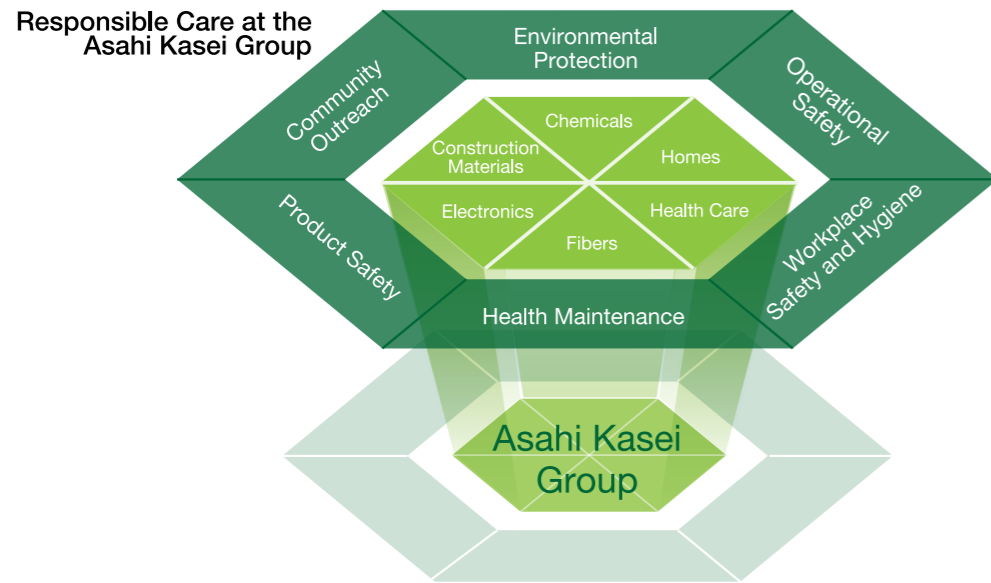 Responsible Care at the
Asahi Kasei Group
Environmental
Protection
Community
Outreach
Operational
Safety
Chemicals
Construction
Materials
Homes
Electronics
Health Care
Fibers
Product Safety
Workplace
Safety and Hygiene
Health Maintenance
Asahi Kasei
Group